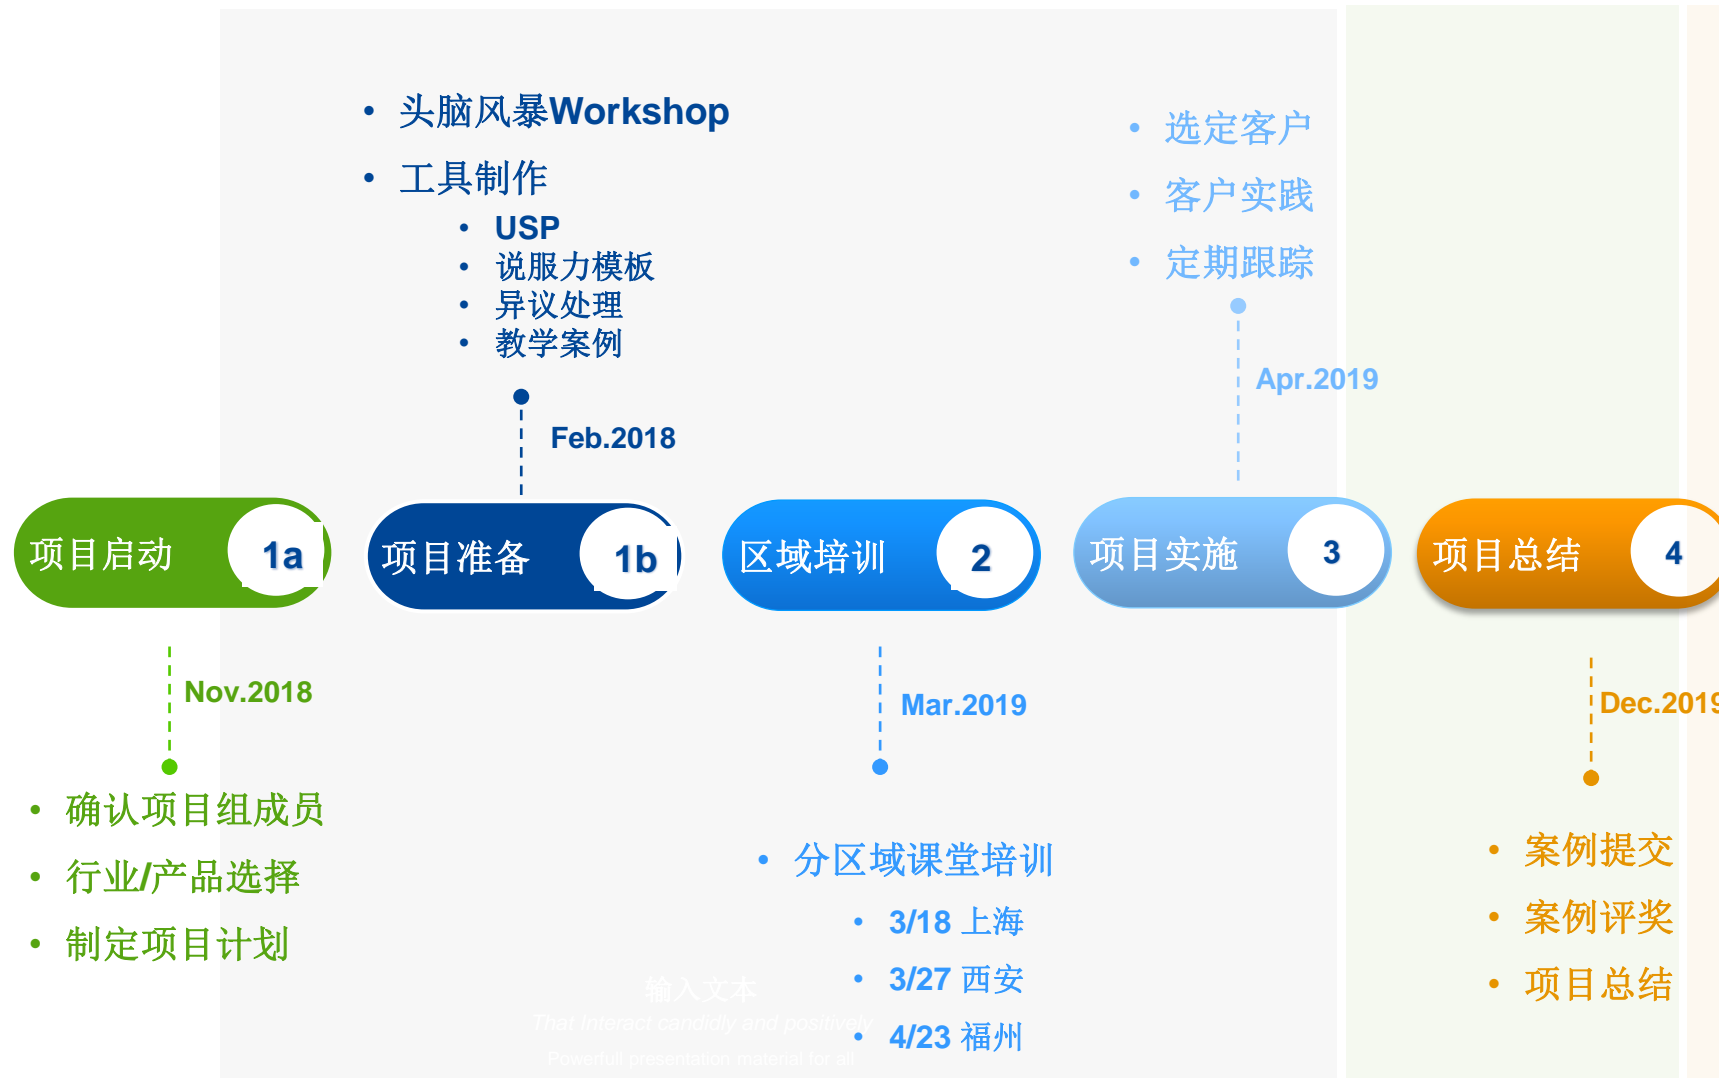 头脑风暴Workshop
工具制作
USP
说服力模板
异议处理
教学案例
Feb.2018
选定客户
客户实践
定期跟踪
Apr.2019
项目启动 1a
项目准备 1b
区域培训 2
项目实施 3
项目总结 4
Nov.2018
确认项目组成员
行业/产品选择
制定项目计划
Mar.2019
分区域课堂培训
3/18 上海
3/27 西安
4/23 福州
Dec.2019
案例提交
案例评奖
项目总结
输入文本
That Interact candidly and positively
Powerfull presentation material for all